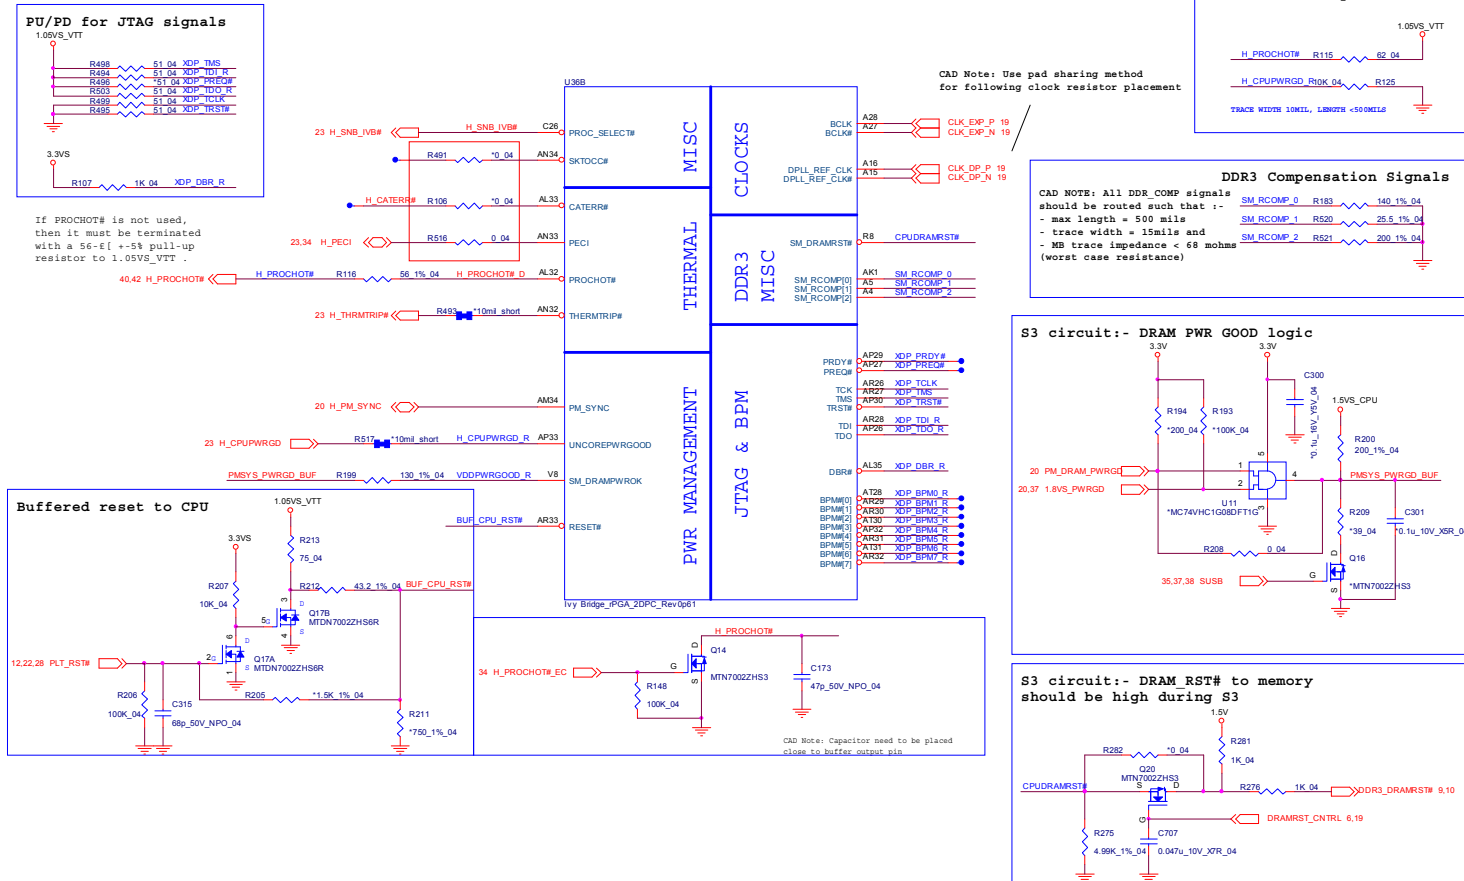 PU/PD for JTAG signals
1.05VS_VTT
R498 51_04 XDP_TMS
R494 51_04 XDP_TDI_R
R496 *51_04 XDP_PREQ#
R503 51_04 XDP_TDO_R
R499 51_04 XDP_TCLK
R495 51_04 XDP_TRST#
3.3VS
R107 1K_04 XDP_DBR_R
If PROCHOT# is not used,
then it must be terminated
with a 56-£[ +-5% pull-up
resistor to 1.05VS_VTT .
U36B
23 H_SNB_IVB# H_SNB_IVB# C26 PROC_SELECT#
R491 *0_04 AN34 SKTOCC#
H_CATERR# R106 *0_04 AL33 CATERR#
23,34 H_PECI R516 0_04 AN33 PECI
40,42 H_PROCHOT# H_PROCHOT# R116 56_1%_04 H_PROCHOT#_D AL32 PROCHOT#
23 H_THRMTRIP# R493 *10mil_short AN32 THERMTRIP#
20 H_PM_SYNC AM34 PM_SYNC
23 H_CPUPWRGD R517 *10mil_short H_CPUPWRGD_R AP33 UNCOREPWRGOOD
PMSYS_PWRGD_BUF R199 130_1%_04 VDDPWRGOOD_R V8 SM_DRAMPWROK
BUF_CPU_RST# AR33 RESET#
MISC
THERMAL
PWR MANAGEMENT
CLOCKS
DDR3
MISC
JTAG & BPM
BCLK A28 CLK_EXP_P 19
BCLK# A27 CLK_EXP_N 19
DPLL_REF_CLK A16 CLK_DP_P 19
DPLL_REF_CLK# A15 CLK_DP_N 19
SM_DRAMRST# R8 CPUDRAMRST#
SM_RCOMP[0] AK1 SM_RCOMP_0
SM_RCOMP[1] A5 SM_RCOMP_1
SM_RCOMP[2] A4 SM_RCOMP_2
PRDY# AP29 XDP_PRDY#
PREQ# AP27 XDP_PREQ#
TCK AR26 XDP_TCLK
TMS AR27 XDP_TMS
TRST# AP30 XDP_TRST#
TDI AR28 XDP_TDI_R
TDO AP26 XDP_TDO_R
DBR# AL35 XDP_DBR_R
BPM#[0] AT28 XDP_BPM0_R
BPM#[1] AR29 XDP_BPM1_R
BPM#[2] AR30 XDP_BPM2_R
BPM#[3] AT30 XDP_BPM3_R
BPM#[4] AP32 XDP_BPM4_R
BPM#[5] AR31 XDP_BPM5_R
BPM#[6] AT31 XDP_BPM6_R
BPM#[7] AR32 XDP_BPM7_R
Ivy Bridge_rPGA_2DPC_Rev0p61
CAD Note: Use pad sharing method
for following clock resistor placement
1.05VS_VTT
H_PROCHOT# R115 62_04
H_CPUPWRGD_R 10K_04 R125
TRACE WIDTH 10MIL, LENGTH <500MILS
DDR3 Compensation Signals
CAD NOTE: All DDR_COMP signals
should be routed such that :-
- max length = 500 mils
- trace width = 15mils and
- MB trace impedance < 68 mohms
(worst case resistance)
SM_RCOMP_0 R183 140_1%_04
SM_RCOMP_1 R520 25.5_1%_04
SM_RCOMP_2 R521 200_1%_04
S3 circuit:- DRAM PWR GOOD logic
3.3V
3.3V
C300
*0.1u_16V_Y5V_04
1.5VS_CPU
R194
*200_04
R193
*100K_04
R200
200_1%_04
20 PM_DRAM_PWRGD
20,37 1.8VS_PWRGD
1
2
5
4
3
PMSYS_PWRGD_BUF
U11
*MC74VHC1G08DFT1G
R209
*39_04
C301
*0.1u_10V_X5R_0
R208 0_04
Q16
D
G
S
*MTN7002ZHS3
35,37,38 SUSB
Buffered reset to CPU
1.05VS_VTT
3.3VS
R213
75_04
R207
10K_04
R212 43.2_1%_04 BUF_CPU_RST#
3 D
5G
4 S
Q17B
MTDN7002ZHS6R
6 D
2G
1 S
Q17A
MTDN7002ZHS6R
12,22,28 PLT_RST#
R205 *1.5K_1%_04
R206
100K_04
C315
68p_50V_NPO_04
R211
*750_1%_04
H_PROCHOT#
Q14
D
G
S
MTN7002ZHS3
34 H_PROCHOT#_EC
R148
100K_04
C173
47p_50V_NPO_04
CAD Note: Capacitor need to be placed
close to buffer output pin
S3 circuit:- DRAM_RST# to memory
should be high during S3
1.5V
R282 *0_04
R281
1K_04
Q20
MTN7002ZHS3
S D
G
CPUDRAMRST#
R276 1K_04 DDR3_DRAMRST# 9,10
DRAMRST_CNTRL 6,19
R275
4.99K_1%_04
C707
0.047u_10V_X7R_04